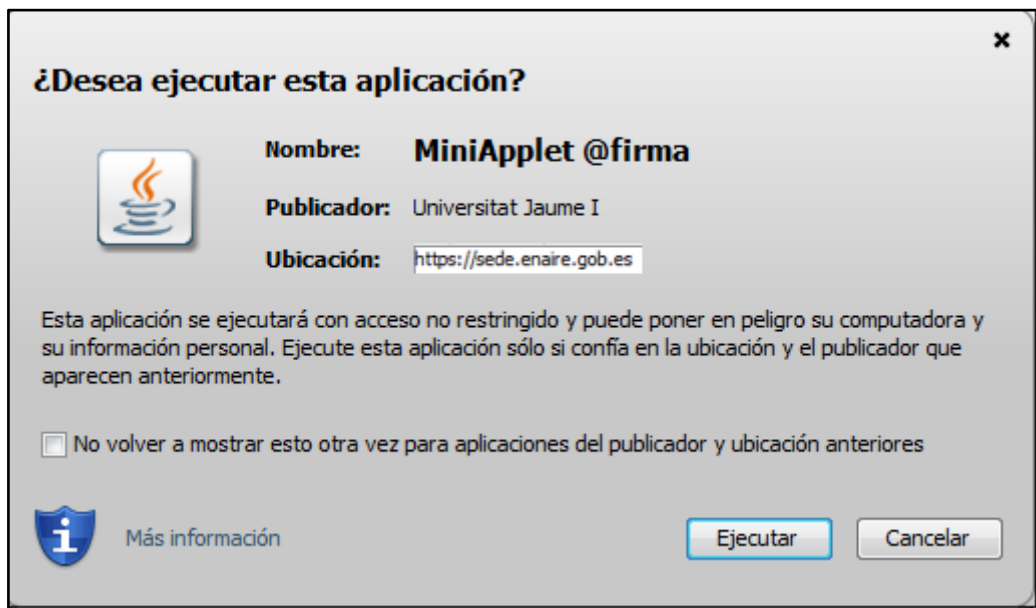 ¿Desea ejecutar esta aplicación?
Nombre: MiniApplet @firma
Publicador: Universitat Jaume I
Ubicación: https://sede.enaire.gob.es
Esta aplicación se ejecutará con acceso no restringido y puede poner en peligro su computadora y
su información personal. Ejecute esta aplicación sólo si confía en la ubicación y el publicador que
aparecen anteriormente.
No volver a mostrar esto otra vez para aplicaciones del publicador y ubicación anteriores
Más información
Ejecutar
Cancelar